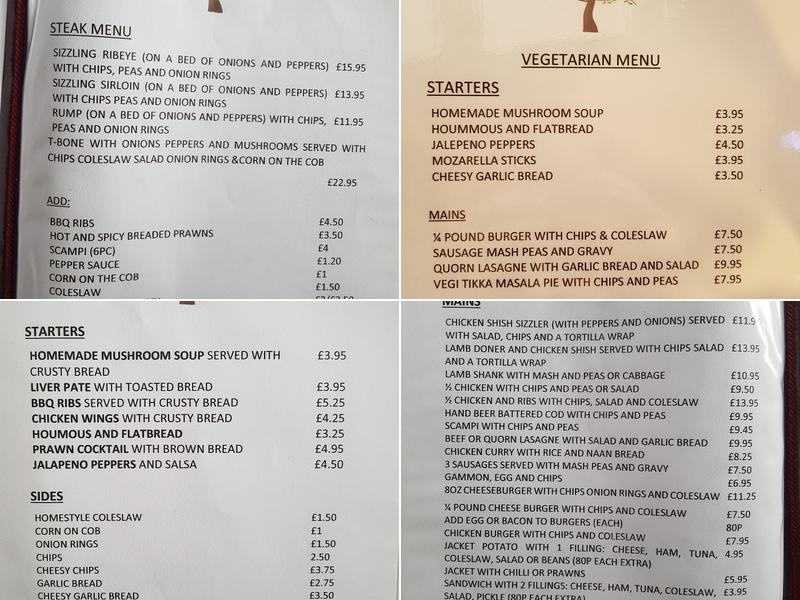 STEAK MENU
SIZZLING RIBEYE (ON A BED OF ONIONS AND PEPPERS) £15.95
WITH CHIPS, PEAS AND ONION RINGS
SIZZLING SIRLOIN (ON A BED OF ONIONS AND PEPPERS) £13.95
WITH CHIPS PEAS AND ONION RINGS
RUMP (ON A BED OF ONIONS AND PEPPERS) WITH CHIPS, £11.95
PEAS AND ONION RINGS
T-BONE WITH ONIONS PEPPERS AND MUSHROOMS SERVED WITH
CHIPS COLESLAW SALAD ONION RINGS &CORN ON THE COB
£22.95
ADD:
BBQ RIBS £4.50
HOT AND SPICY BREADED PRAWNS £3.50
SCAMPI (6PC) £4
PEPPER SAUCE £1.20
CORN ON THE COB £1
COLESLAW £1.50
VEGETARIAN MENU
STARTERS
HOMEMADE MUSHROOM SOUP £3.95
HOUMMOUS AND FLATBREAD £3.25
JALEPENO PEPPERS £4.50
MOZARELLA STICKS £3.95
CHEESY GARLIC BREAD £3.50
MAINS
¼ POUND BURGER WITH CHIPS & COLESLAW £7.50
SAUSAGE MASH PEAS AND GRAVY £7.50
QUORN LASAGNE WITH GARLIC BREAD AND SALAD £9.95
VEGI TIKKA MASALA PIE WITH CHIPS AND PEAS £7.95
STARTERS
HOMEMADE MUSHROOM SOUP SERVED WITH £3.95
CRUSTY BREAD
LIVER PATE WITH TOASTED BREAD £3.95
BBQ RIBS SERVED WITH CRUSTY BREAD £5.25
CHICKEN WINGS WITH CRUSTY BREAD £4.25
HOUMOUS AND FLATBREAD £3.25
PRAWN COCKTAIL WITH BROWN BREAD £4.95
JALAPENO PEPPERS AND SALSA £4.50
SIDES
HOMESTYLE COLESLAW £1.50
CORN ON COB £1
ONION RINGS £1.50
CHIPS 2.50
CHEESY CHIPS £3.75
GARLIC BREAD £2.75
CHEESY GARLIC BREAD £3.50
MAINS
CHICKEN SHISH SIZZLER (WITH PEPPERS AND ONIONS) SERVED £11.9
WITH SALAD, CHIPS AND A TORTILLA WRAP
LAMB DONER AND CHICKEN SHISH SERVED WITH CHIPS SALAD £13.95
AND A TORTILLA WRAP
LAMB SHANK WITH MASH AND PEAS OR CABBAGE £10.95
½ CHICKEN WITH CHIPS AND PEAS OR SALAD £9.50
½ CHICKEN AND RIBS WITH CHIPS, SALAD AND COLESLAW £13.95
HAND BEER BATTERED COD WITH CHIPS AND PEAS £9.95
SCAMPI WITH CHIPS AND PEAS £9.45
BEEF OR QUORN LASAGNE WITH SALAD AND GARLIC BREAD £9.95
CHICKEN CURRY WITH RICE AND NAAN BREAD £8.25
3 SAUSAGES SERVED WITH MASH PEAS AND GRAVY £7.50
GAMMON, EGG AND CHIPS £6.95
8OZ CHEESEBURGER WITH CHIPS ONION RINGS AND COLESLAW £11.25
¼ POUND CHEESE BURGER WITH CHIPS AND COLESLAW £7.50
ADD EGG OR BACON TO BURGERS (EACH) 80P
CHICKEN BURGER WITH CHIPS AND COLESLAW £7.95
JACKET POTATO WITH 1 FILLING: CHEESE, HAM, TUNA, 4.95
COLESLAW, SALAD OR BEANS (80P EACH EXTRA)
JACKET WITH CHILLI OR PRAWNS £5.95
SANDWICH WITH 2 FILLINGS: CHEESE, HAM, TUNA, COLESLAW, £3.95
SALAD, PICKLE (80P EACH EXTRA)